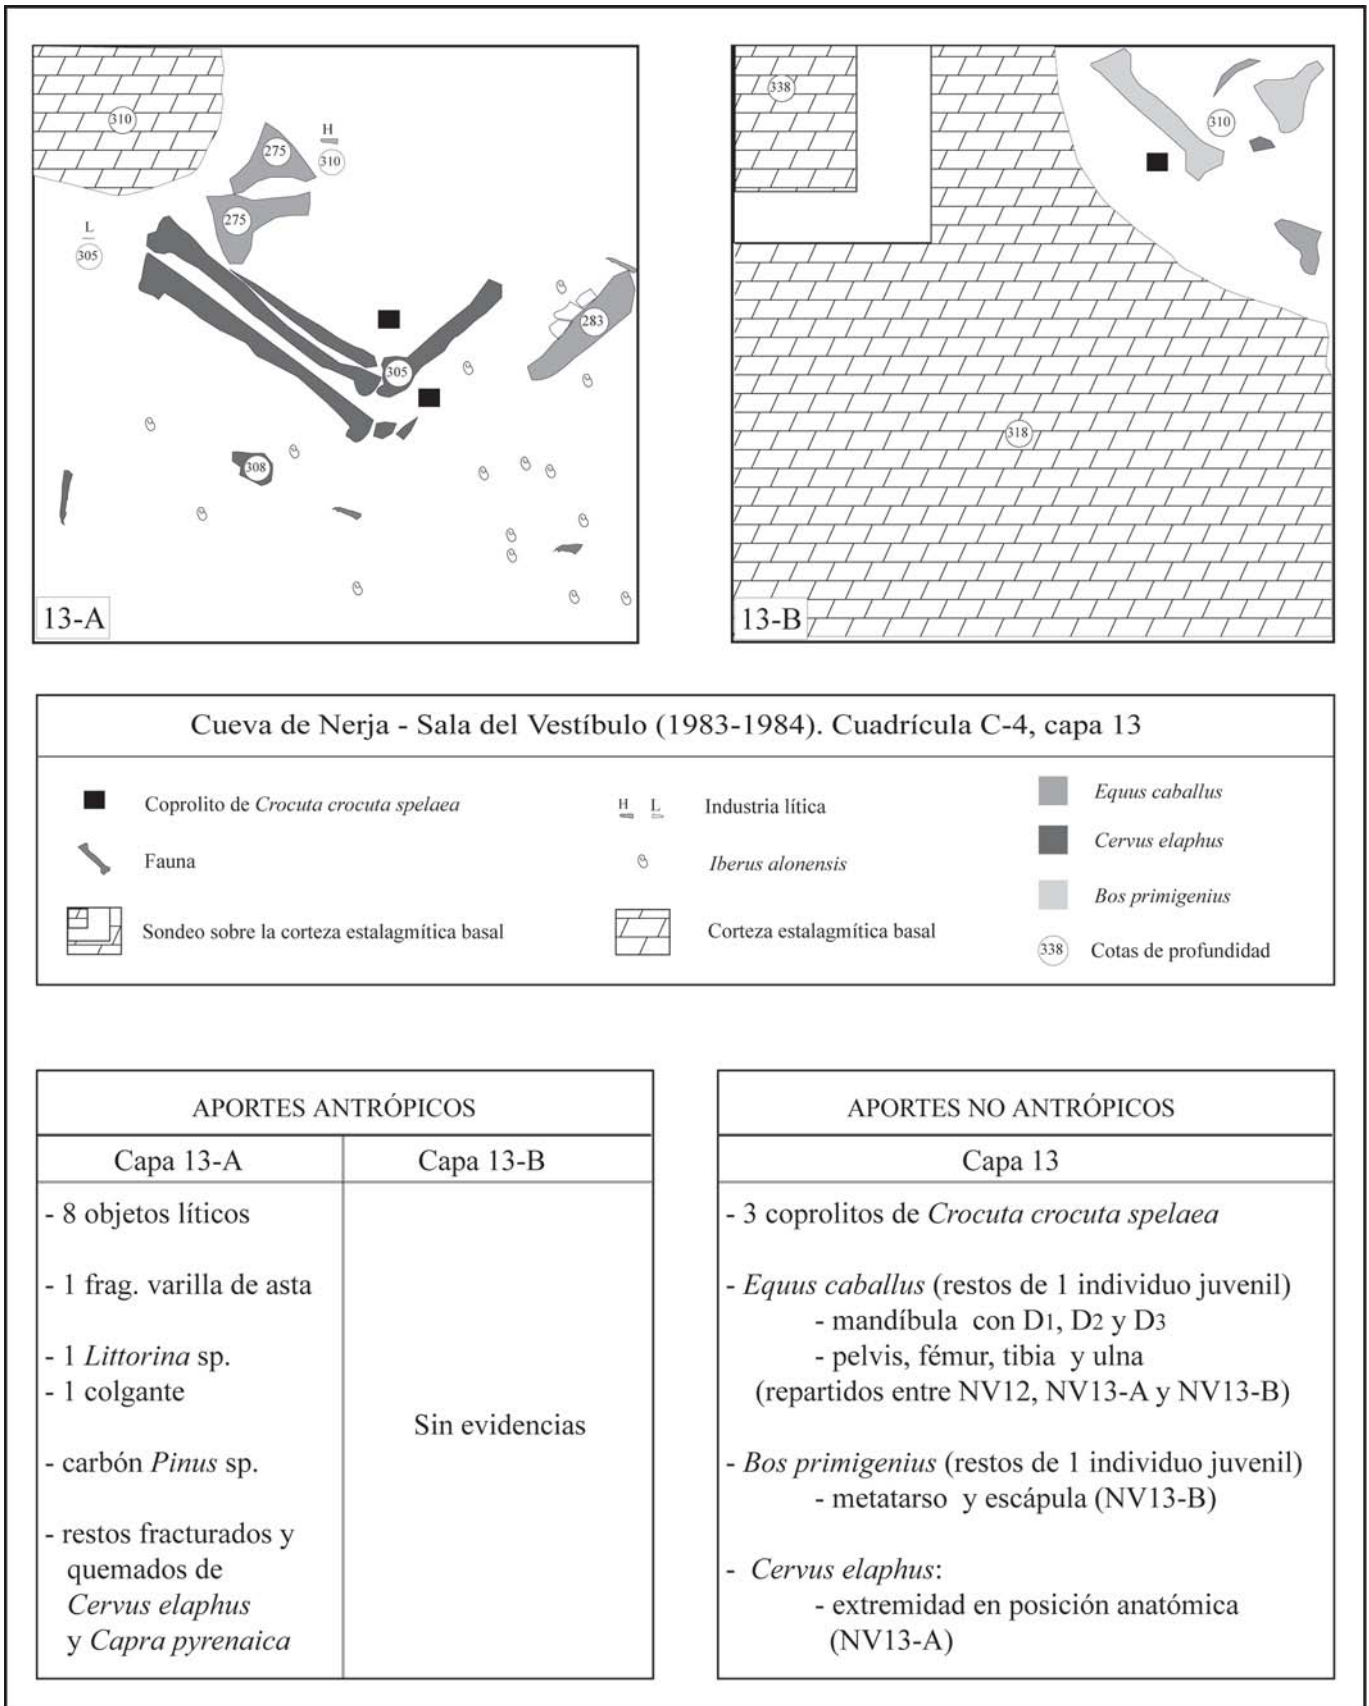 310
275
H
310
275
L
305
283
305
308
13-A
338
310
318
13-B
Cueva de Nerja - Sala del Vestíbulo (1983-1984). Cuadrícula C-4, capa 13
Coprolito de Crocuta crocuta spelaea
Fauna
Sondeo sobre la corteza estalagmítica basal
H L Industria lítica
Iberus alonensis
Corteza estalagmítica basal
Equus caballus
Cervus elaphus
Bos primigenius
338 Cotas de profundidad
APORTES ANTRÓPICOS
Capa 13-A
- 8 objetos líticos
- 1 frag. varilla de asta
- 1 Littorina sp.
- 1 colgante
- carbón Pinus sp.
- restos fracturados y
quemados de
Cervus elaphus
y Capra pyrenaica
Capa 13-B
Sin evidencias
APORTES NO ANTRÓPICOS
Capa 13
- 3 coprolitos de Crocuta crocuta spelaea
- Equus caballus (restos de 1 individuo juvenil)
- mandíbula con D1, D2 y D3
- pelvis, fémur, tibia y ulna
(repartidos entre NV12, NV13-A y NV13-B)
- Bos primigenius (restos de 1 individuo juvenil)
- metatarso y escápula (NV13-B)
- Cervus elaphus:
- extremidad en posición anatómica
(NV13-A)